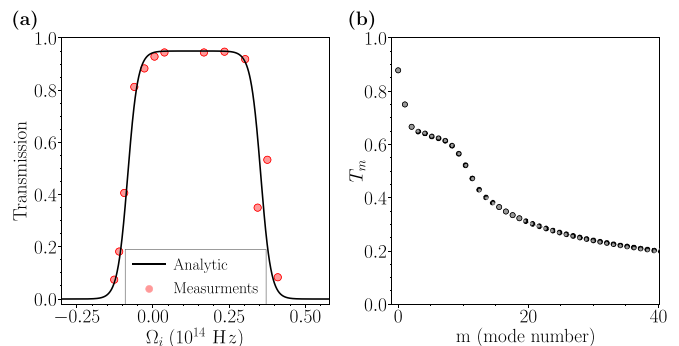 (a)
1.0
0.8
0.6
0.4
0.2
0.0
Transmission
−0.25 0.00 0.25 0.50
Ω_i (10^14 Hz)
Analytic
Measurments
(b)
1.0
0.8
0.6
0.4
0.2
0.0
T_m
0 20 40
m (mode number)